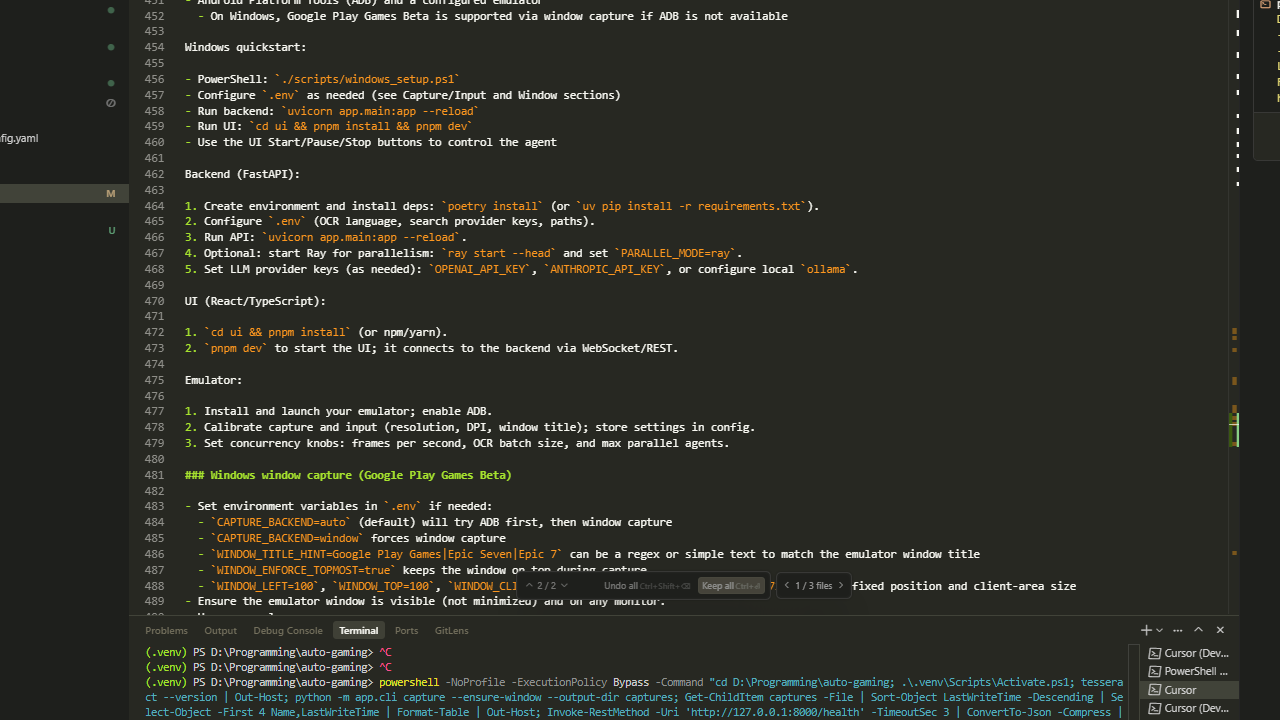 451 - Android Platform Tools (ADB) and a configured emulator
452   - On Windows, Google Play Games Beta is supported via window capture if ADB is not available
453
454 Windows quickstart:
455
456 - PowerShell: `./scripts/windows_setup.ps1`
457 - Configure `.env` as needed (see Capture/Input and Window sections)
458 - Run backend: `uvicorn app.main:app --reload`
459 - Run UI: `cd ui && pnpm install && pnpm dev`
460 - Use the UI Start/Pause/Stop buttons to control the agent
fig.yaml
461
462 Backend (FastAPI):
463
M
464 1. Create environment and install deps: `poetry install` (or `uv pip install -r requirements.txt`).
465 2. Configure `.env` (OCR language, search provider keys, paths).
U
466 3. Run API: `uvicorn app.main:app --reload`.
467 4. Optional: start Ray for parallelism: `ray start --head` and set `PARALLEL_MODE=ray`.
468 5. Set LLM provider keys (as needed): `OPENAI_API_KEY`, `ANTHROPIC_API_KEY`, or configure local `ollama`.
469
470 UI (React/TypeScript):
471
472 1. `cd ui && pnpm install` (or npm/yarn).
473 2. `pnpm dev` to start the UI; it connects to the backend via WebSocket/REST.
474
475 Emulator:
476
477 1. Install and launch your emulator; enable ADB.
478 2. Calibrate capture and input (resolution, DPI, window title); store settings in config.
479 3. Set concurrency knobs: frames per second, OCR batch size, and max parallel agents.
480
481 ### Windows window capture (Google Play Games Beta)
482
483 - Set environment variables in `.env` if needed:
484   - `CAPTURE_BACKEND=auto` (default) will try ADB first, then window capture
485   - `CAPTURE_BACKEND=window` forces window capture
486   - `WINDOW_TITLE_HINT=Google Play Games|Epic Seven|Epic 7` can be a regex or simple text to match the emulator window title
487   - `WINDOW_ENFORCE_TOPMOST=true` keeps the window on top during capture
488   - `WINDOW_LEFT=100`, `WINDOW_TOP=100`, `WINDOW_CLI fixed position and client-area size
2 / 2 Undo all Ctrl+Shift+⌫ Keep all Ctrl+⏎ 1 / 3 files
489 - Ensure the emulator window is visible (not minimized) and on any monitor.
Problems Output Debug Console Terminal Ports GitLens
(.venv) PS D:\Programming\auto-gaming> ^C
(.venv) PS D:\Programming\auto-gaming> ^C
(.venv) PS D:\Programming\auto-gaming> powershell -NoProfile -ExecutionPolicy Bypass -Command "cd D:\Programming\auto-gaming; .\.venv\Scripts\Activate.ps1; tessera
ct --version | Out-Host; python -m app.cli capture --ensure-window --output-dir captures; Get-ChildItem captures -File | Sort-Object LastWriteTime -Descending | Se
lect-Object -First 4 Name,LastWriteTime | Format-Table | Out-Host; Invoke-RestMethod -Uri 'http://127.0.0.1:8000/health' -TimeoutSec 3 | ConvertTo-Json -Compress |
Cursor (Dev...
PowerShell ...
Cursor
Cursor (Dev...